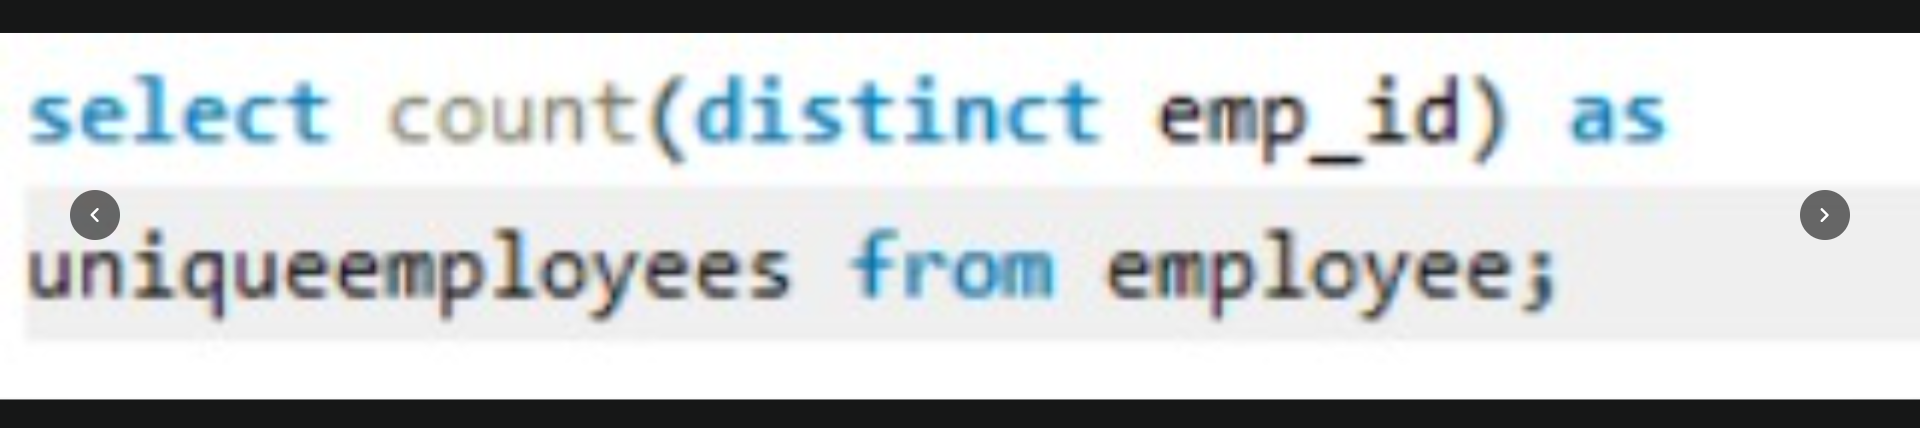 select count(distinct emp_id) as
uniqueemployees from employee;